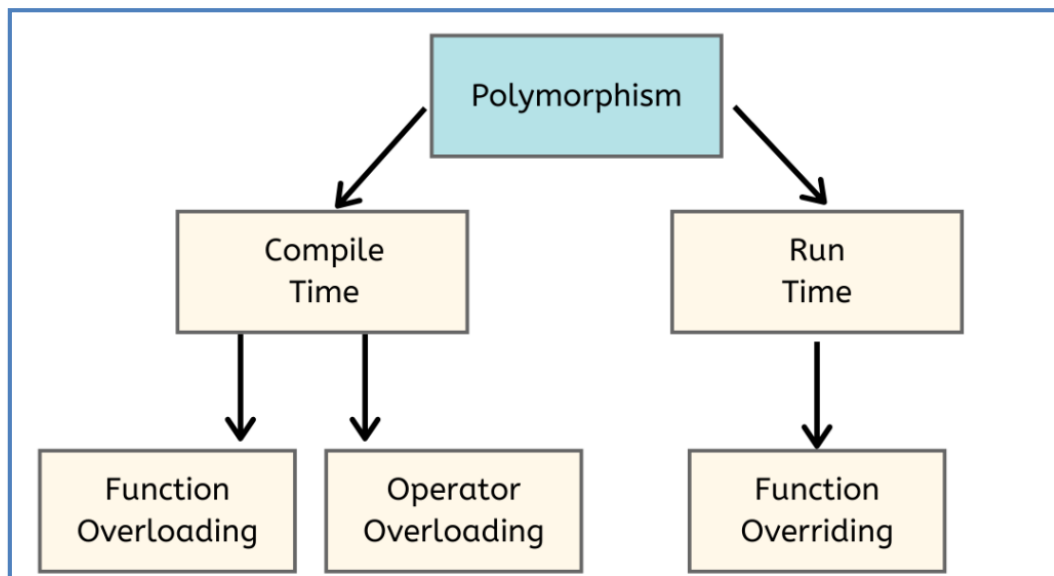 Polymorphism
Compile
Time
Run
Time
Function
Overloading
Operator
Overloading
Function
Overriding